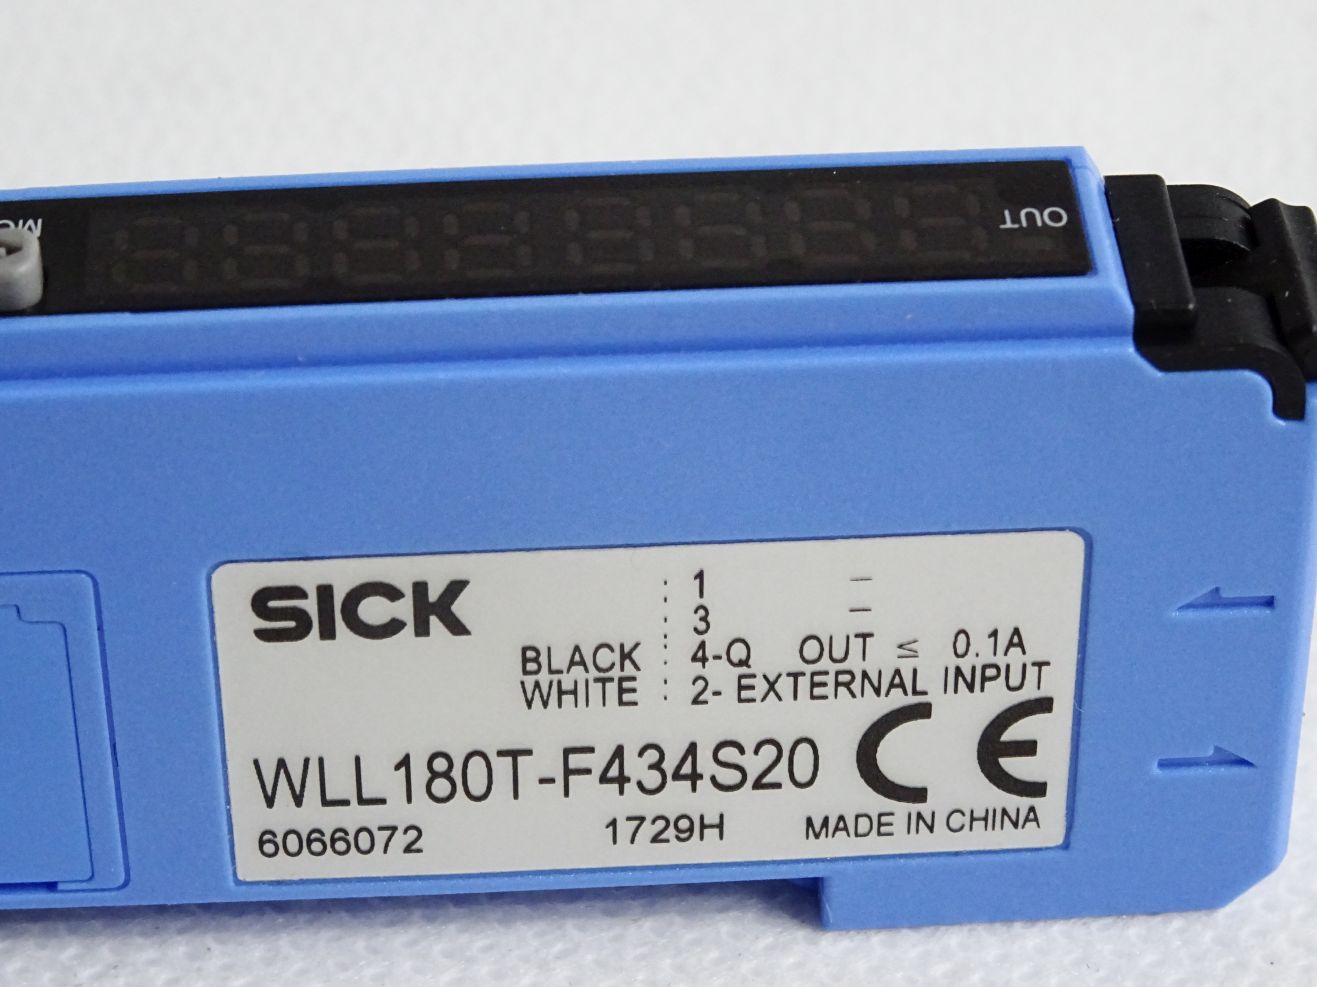 MO
OUT
SICK
: 1 –
: 3 –
BLACK : 4-Q OUT ≤ 0.1A
WHITE : 2- EXTERNAL INPUT
WLL180T-F434S20 CE
6066072 1729H MADE IN CHINA